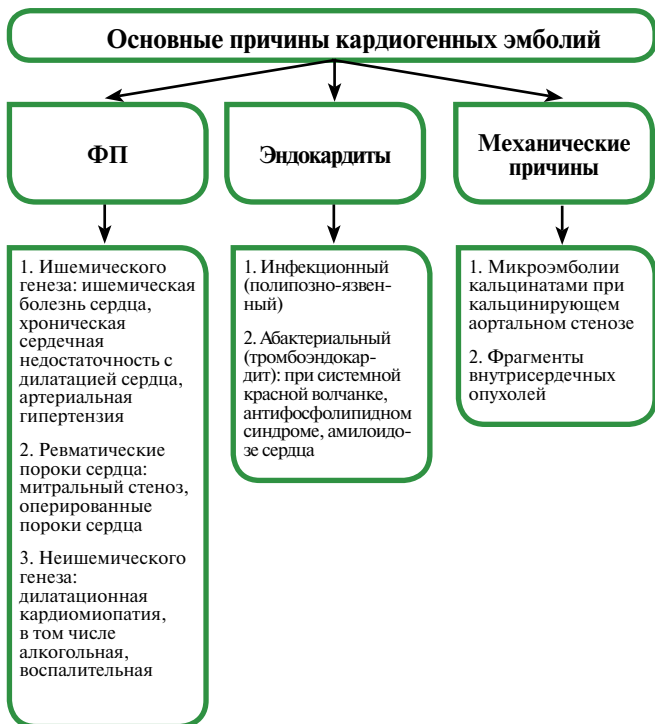 Основные причины кардиогенных эмболий
ФП
Эндокардиты
Механические
причины
1. Ишемического
генеза: ишемическая
болезнь сердца,
хроническая
сердечная
недостаточность с
дилатацией сердца,
артериальная
гипертензия
2. Ревматические
пороки сердца:
митральный стеноз,
оперированные
пороки сердца
3. Неишемического
генеза:
дилатационная
кардиомиопатия,
в том числе
алкогольная,
воспалительная
1. Инфекционный
(полипозно-язвен-
ный)
2. Абактериальный
(тромбоэндокар-
дит): при системной
красной волчанке,
антифосфолипидном
синдроме, амилоидо-
зе сердца
1. Микроэмболии
кальцинатами при
кальцинирующем
аортальном стенозе
2. Фрагменты
внутрисердечных
опухолей